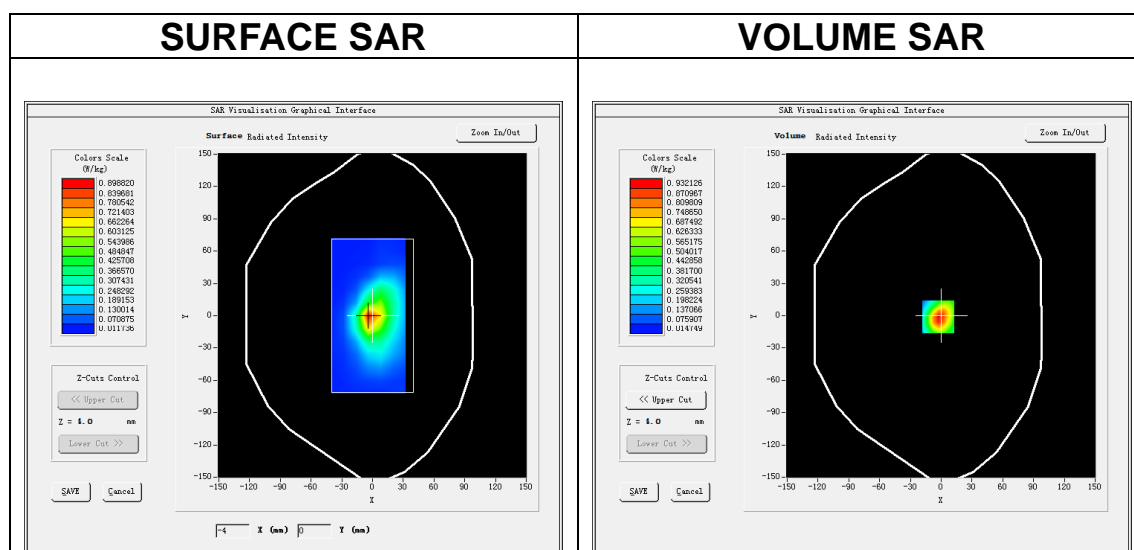 SURFACE SAR
VOLUME SAR
SAR Visualisation Graphical Interface
Surface Radiated Intensity
Zoom In/Out
Colors Scale
(W/kg)
0.898820
0.839681
0.780542
0.721403
0.662264
0.603125
0.543986
0.484847
0.425708
0.366570
0.307431
0.248292
0.189153
0.130014
0.070875
0.011736
Z-Cuts Control
<< Upper Cut
Z = 4.0 mm
Lower Cut >>
SAVE Cancel
150
120
90
60
30
0
-30
-60
-90
-120
-150
Y
-150 -120 -90 -60 -30 0 30 60 90 120 150
X
-4 X (mm) 0 Y (mm)
SAR Visualisation Graphical Interface
Volume Radiated Intensity
Zoom In/Out
Colors Scale
(W/kg)
0.932126
0.870967
0.809809
0.748650
0.687492
0.626333
0.565175
0.504017
0.442858
0.381700
0.320541
0.259383
0.198224
0.137066
0.075907
0.014749
Z-Cuts Control
<< Upper Cut
Z = 4.0 mm
Lower Cut >>
SAVE Cancel
150
120
90
60
30
0
-30
-60
-90
-120
-150
Y
-150 -120 -90 -60 -30 0 30 60 90 120 150
X